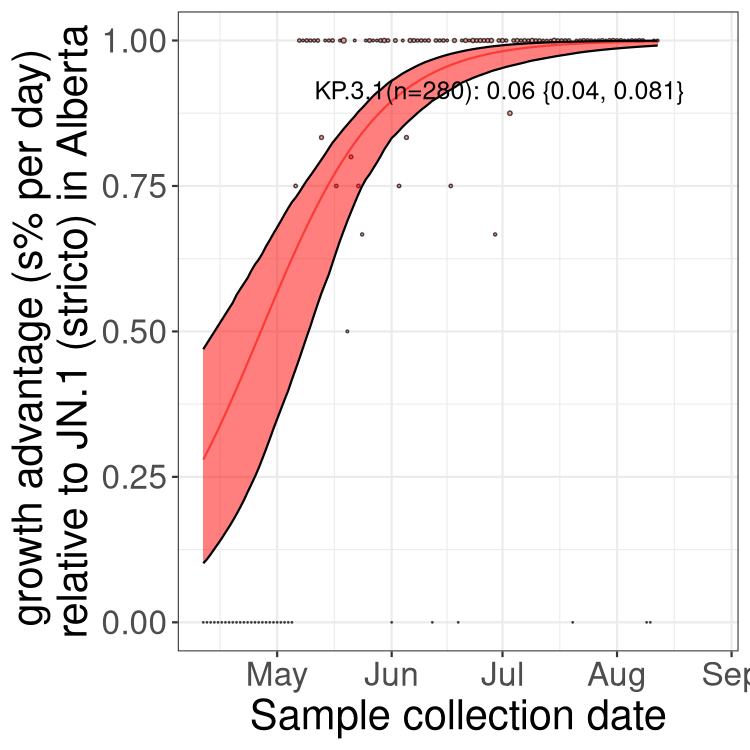 growth advantage (s% per day)
relative to JN.1 (stricto) in Alberta
1.00
0.75
0.50
0.25
0.00
KP.3.1(n=280): 0.06 {0.04, 0.081}
May Jun Jul Aug Sep
Sample collection date